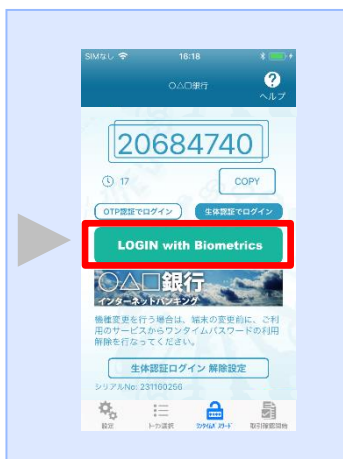 SIMなし 16:18
○△□銀行
?
ヘルプ
20684740
17 COPY
OTP認証でログイン 生体認証でログイン
LOGIN with Biometrics
○△□銀行
インターネットバンキング
機種変更を行う場合は、端末の変更前に、ご利
用のサービスからワンタイムパスワードの利用
解除を行なってください。
生体認証ログイン 解除設定
シリアルNo: 231160256
設定 トークン選択 ワンタイムパスワード 取引確認開始